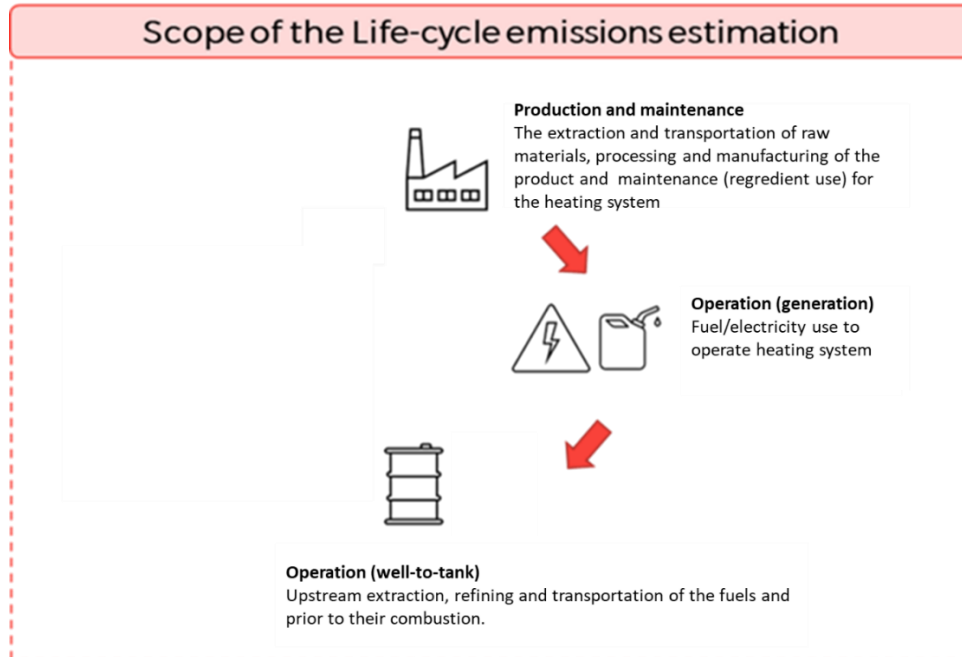 Scope of the Life-cycle emissions estimation
Production and maintenance
The extraction and transportation of raw
materials, processing and manufacturing of the
product and maintenance (regredient use) for
the heating system
Operation (generation)
Fuel/electricity use to
operate heating system
Operation (well-to-tank)
Upstream extraction, refining and transportation of the fuels and
prior to their combustion.